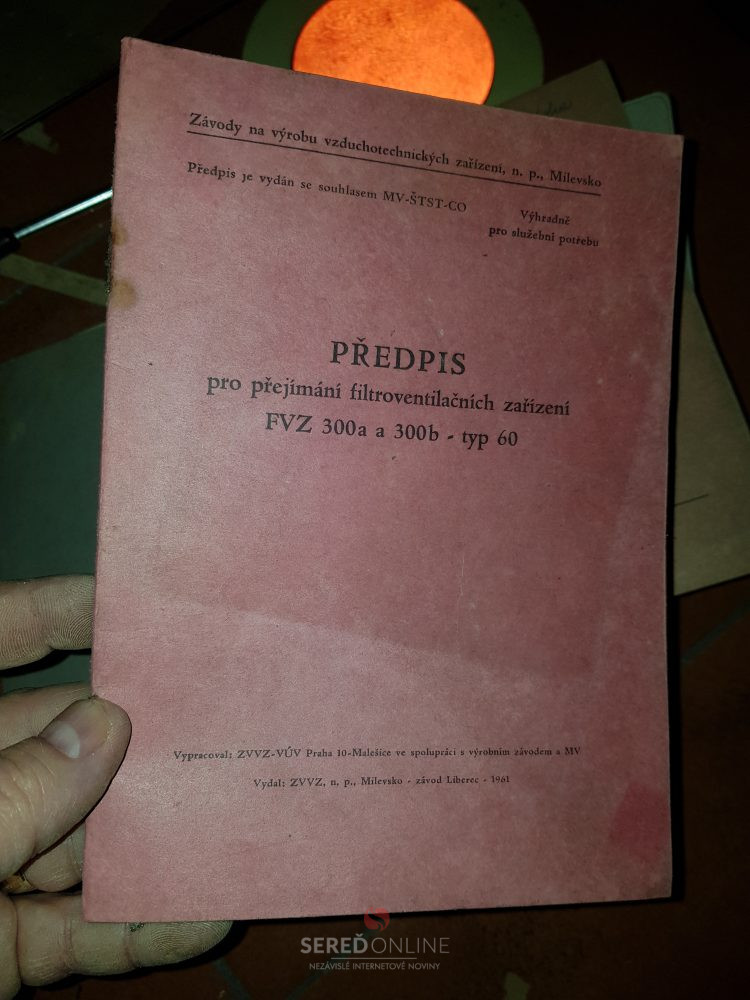 Závody na výrobu vzduchotechnických zařízení, n. p., Milevsko
Předpis je vydán se souhlasem MV-ŠTST-CO
Výhradně
pro služební potřebu
PŘEDPIS
pro přejímání filtroventilačních zařízení
FVZ 300a a 300b - typ 60
Vypracoval: ZVVZ-VÚV Praha 10-Malešice ve spolupráci s výrobním závodem a MV
Vydal: ZVVZ, n. p., Milevsko - závod Liberec - 1961
SEREĎONLINE
NEZÁVISLÉ INTERNETOVÉ NOVINY